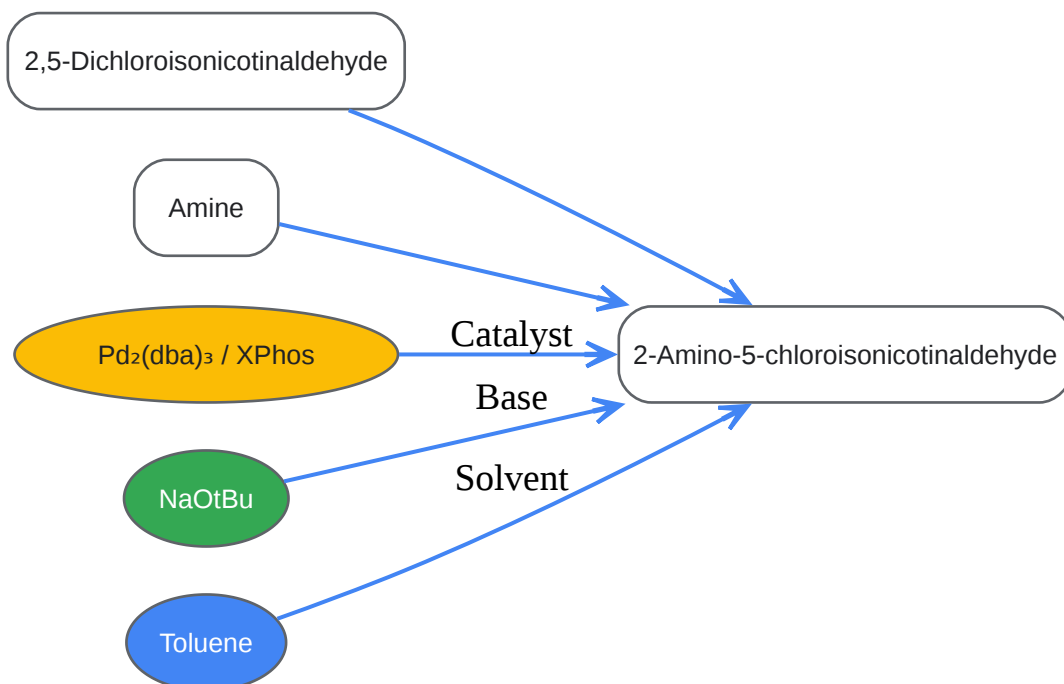 2,5-Dichloroisonicotinaldehyde
Amine
Pd₂(dba)₃ / XPhos
Catalyst
2-Amino-5-chloroisonicotinaldehyde
Base
NaOtBu
Solvent
Toluene